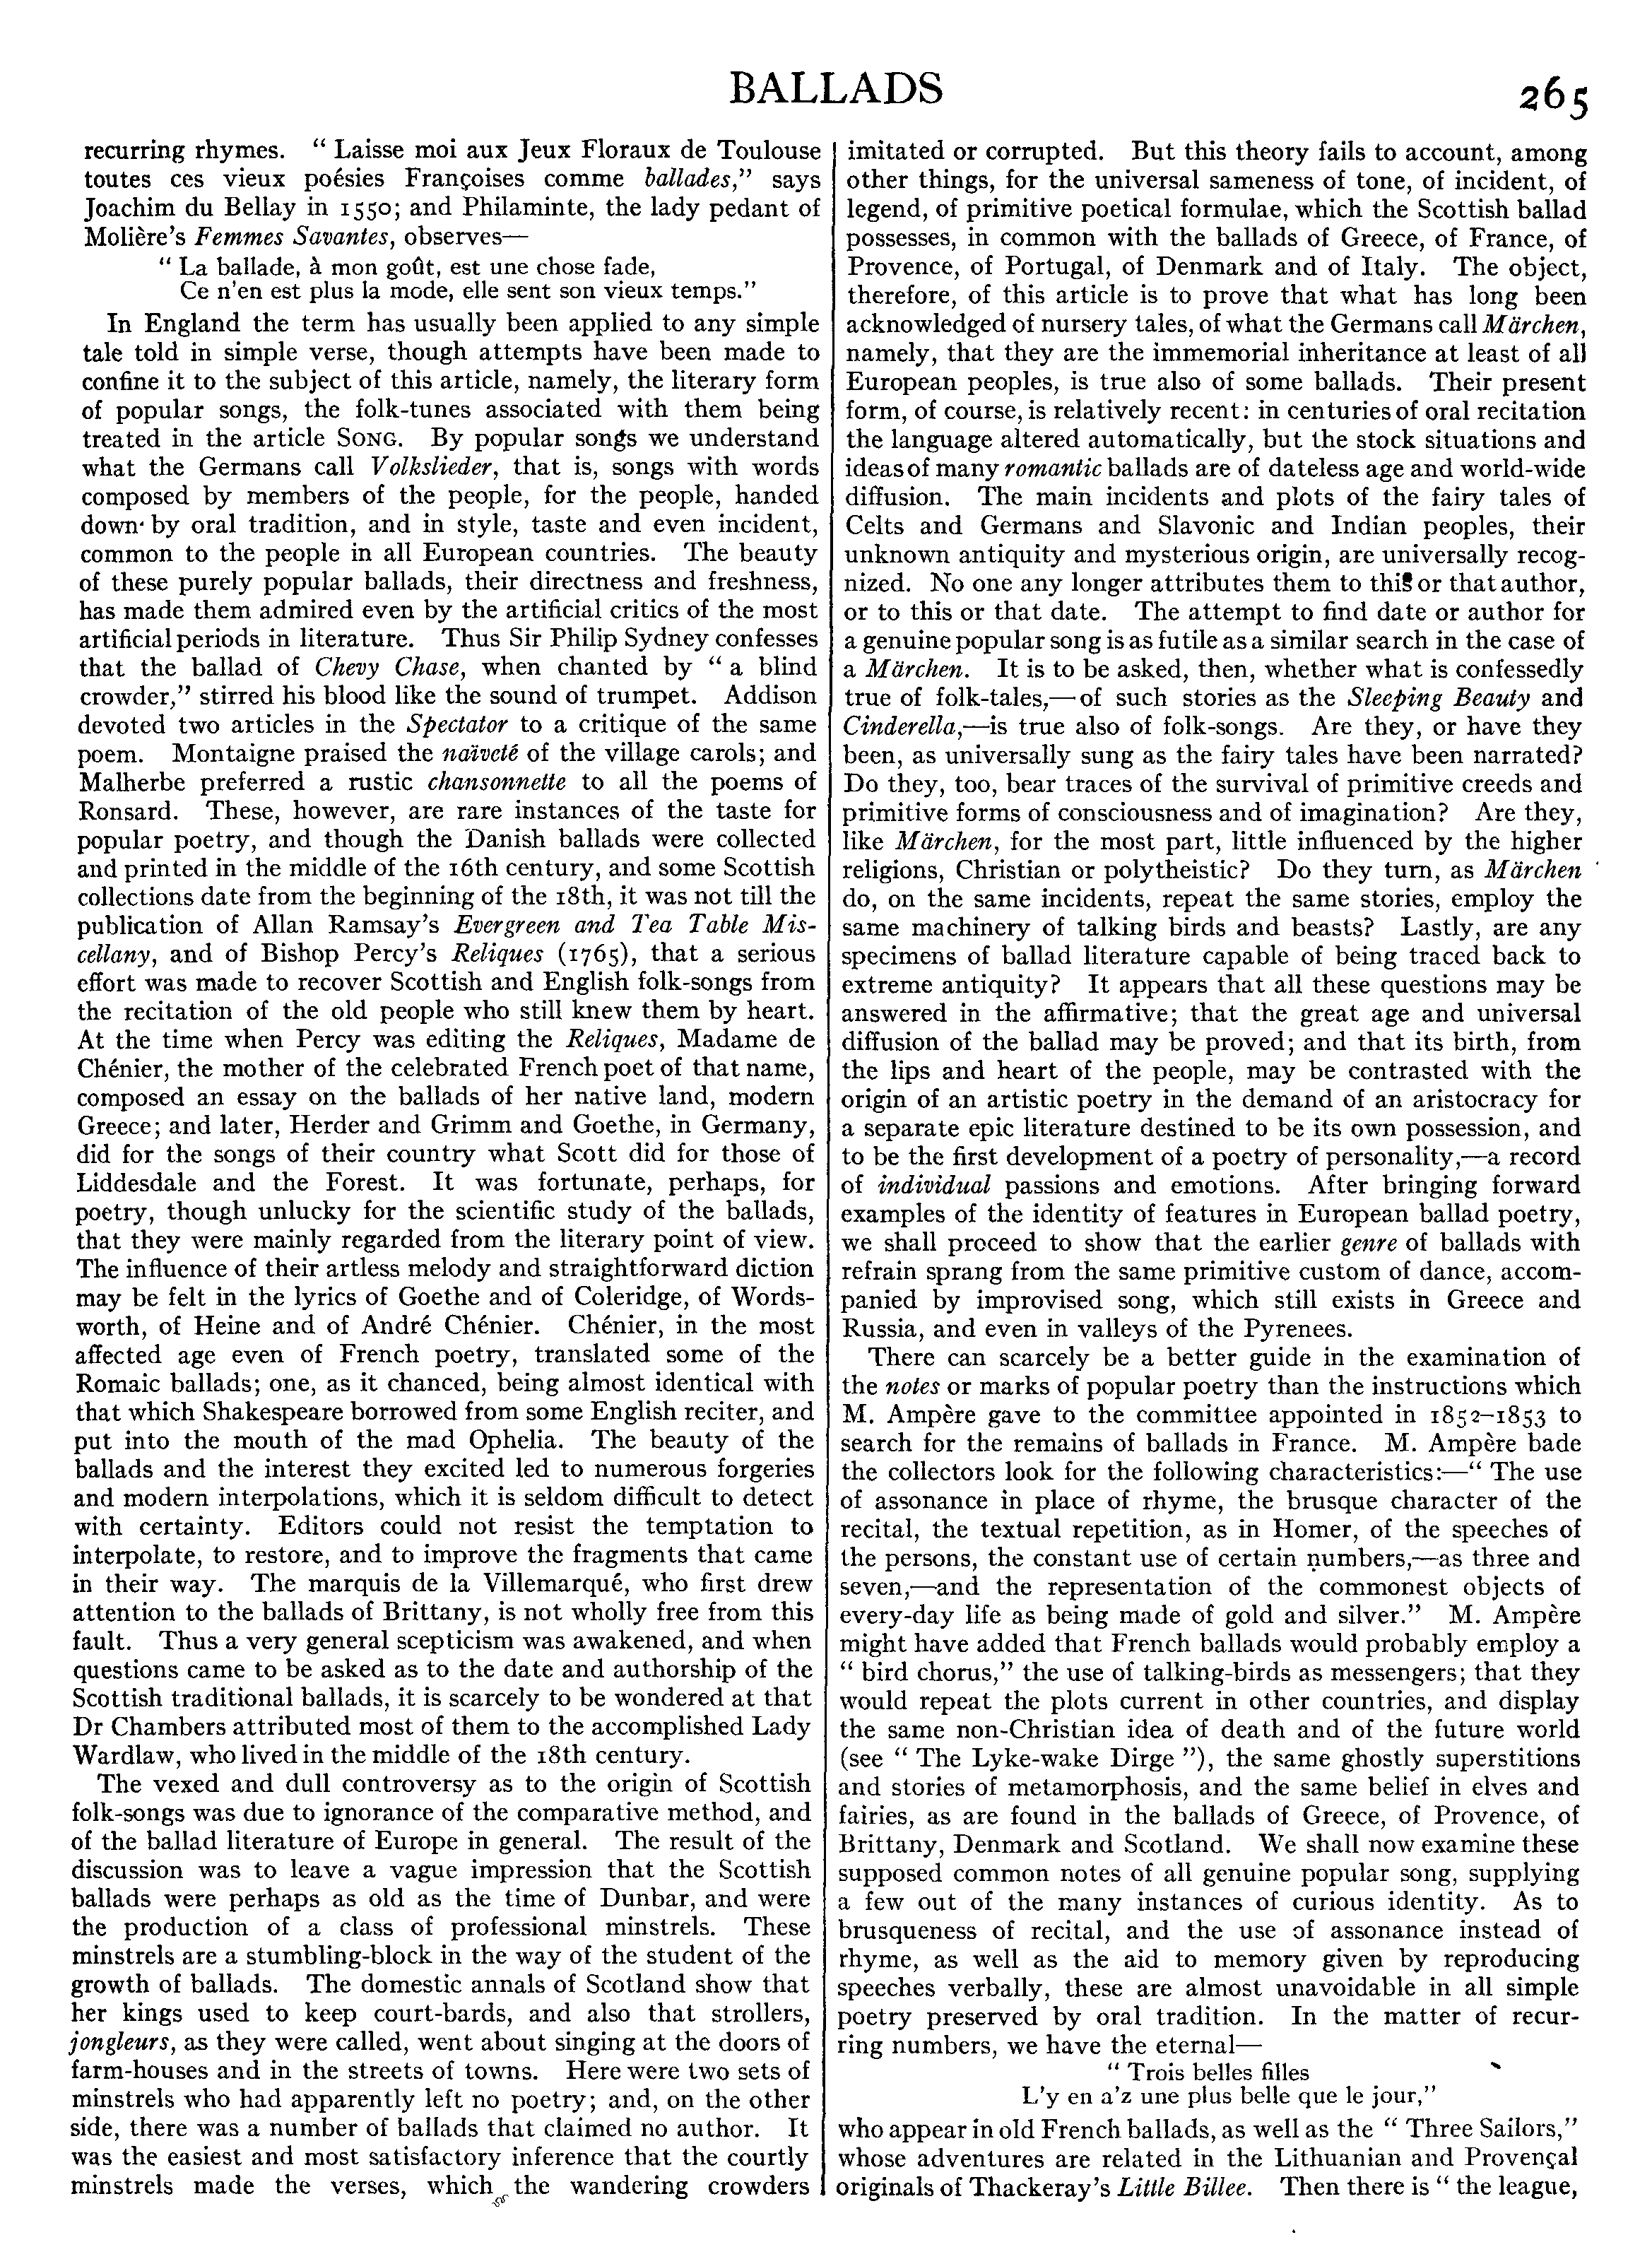 BALLADS
265
recurring rhymes. “ Laisse moi aux Jeux Floraux de Toulouse
toutes ces vieux poésies Françoises comme ballades,” says
Joachim du Bellay in 1550; and Philaminte, the lady pedant of
Molière’s Femmes Savantes, observes—
“ La ballade, à mon goût, est une chose fade,
Ce n’en est plus la mode, elle sent son vieux temps.”
In England the term has usually been applied to any simple
tale told in simple verse, though attempts have been made to
confine it to the subject of this article, namely, the literary form
of popular songs, the folk-tunes associated with them being
treated in the article SONG. By popular songs we understand
what the Germans call Volkslieder, that is, songs with words
composed by members of the people, for the people, handed
down by oral tradition, and in style, taste and even incident,
common to the people in all European countries. The beauty
of these purely popular ballads, their directness and freshness,
has made them admired even by the artificial critics of the most
artificial periods in literature. Thus Sir Philip Sydney confesses
that the ballad of Chevy Chase, when chanted by “ a blind
crowder,” stirred his blood like the sound of trumpet. Addison
devoted two articles in the Spectator to a critique of the same
poem. Montaigne praised the naïveté of the village carols; and
Malherbe preferred a rustic chansonnette to all the poems of
Ronsard. These, however, are rare instances of the taste for
popular poetry, and though the Danish ballads were collected
and printed in the middle of the 16th century, and some Scottish
collections date from the beginning of the 18th, it was not till the
publication of Allan Ramsay’s Evergreen and Tea Table Mis-
cellany, and of Bishop Percy’s Reliques (1765), that a serious
effort was made to recover Scottish and English folk-songs from
the recitation of the old people who still knew them by heart.
At the time when Percy was editing the Reliques, Madame de
Chénier, the mother of the celebrated French poet of that name,
composed an essay on the ballads of her native land, modern
Greece; and later, Herder and Grimm and Goethe, in Germany,
did for the songs of their country what Scott did for those of
Liddesdale and the Forest. It was fortunate, perhaps, for
poetry, though unlucky for the scientific study of the ballads,
that they were mainly regarded from the literary point of view.
The influence of their artless melody and straightforward diction
may be felt in the lyrics of Goethe and of Coleridge, of Words-
worth, of Heine and of André Chénier. Chénier, in the most
affected age even of French poetry, translated some of the
Romaic ballads; one, as it chanced, being almost identical with
that which Shakespeare borrowed from some English reciter, and
put into the mouth of the mad Ophelia. The beauty of the
ballads and the interest they excited led to numerous forgeries
and modern interpolations, which it is seldom difficult to detect
with certainty. Editors could not resist the temptation to
interpolate, to restore, and to improve the fragments that came
in their way. The marquis de la Villemarqué, who first drew
attention to the ballads of Brittany, is not wholly free from this
fault. Thus a very general scepticism was awakened, and when
questions came to be asked as to the date and authorship of the
Scottish traditional ballads, it is scarcely to be wondered at that
Dr Chambers attributed most of them to the accomplished Lady
Wardlaw, who lived in the middle of the 18th century.
The vexed and dull controversy as to the origin of Scottish
folk-songs was due to ignorance of the comparative method, and
of the ballad literature of Europe in general. The result of the
discussion was to leave a vague impression that the Scottish
ballads were perhaps as old as the time of Dunbar, and were
the production of a class of professional minstrels. These
minstrels are a stumbling-block in the way of the student of the
growth of ballads. The domestic annals of Scotland show that
her kings used to keep court-bards, and also that strollers,
jongleurs, as they were called, went about singing at the doors of
farm-houses and in the streets of towns. Here were two sets of
minstrels who had apparently left no poetry; and, on the other
side, there was a number of ballads that claimed no author. It
was the easiest and most satisfactory inference that the courtly
minstrels made the verses, which the wandering crowders
imitated or corrupted. But this theory fails to account, among
other things, for the universal sameness of tone, of incident, of
legend, of primitive poetical formulae, which the Scottish ballad
possesses, in common with the ballads of Greece, of France, of
Provence, of Portugal, of Denmark and of Italy. The object,
therefore, of this article is to prove that what has long been
acknowledged of nursery tales, of what the Germans call Märchen,
namely, that they are the immemorial inheritance at least of all
European peoples, is true also of some ballads. Their present
form, of course, is relatively recent: in centuries of oral recitation
the language altered automatically, but the stock situations and
ideas of many romantic ballads are of dateless age and world-wide
diffusion. The main incidents and plots of the fairy tales of
Celts and Germans and Slavonic and Indian peoples, their
unknown antiquity and mysterious origin, are universally recog-
nized. No one any longer attributes them to this or that author,
or to this or that date. The attempt to find date or author for
a genuine popular song is as futile as a similar search in the case of
a Märchen. It is to be asked, then, whether what is confessedly
true of folk-tales,—of such stories as the Sleeping Beauty and
Cinderella,—is true also of folk-songs. Are they, or have they
been, as universally sung as the fairy tales have been narrated?
Do they, too, bear traces of the survival of primitive creeds and
primitive forms of consciousness and of imagination? Are they,
like Märchen, for the most part, little influenced by the higher
religions, Christian or polytheistic? Do they turn, as Märchen
do, on the same incidents, repeat the same stories, employ the
same machinery of talking birds and beasts? Lastly, are any
specimens of ballad literature capable of being traced back to
extreme antiquity? It appears that all these questions may be
answered in the affirmative; that the great age and universal
diffusion of the ballad may be proved; and that its birth, from
the lips and heart of the people, may be contrasted with the
origin of an artistic poetry in the demand of an aristocracy for
a separate epic literature destined to be its own possession, and
to be the first development of a poetry of personality,—a record
of individual passions and emotions. After bringing forward
examples of the identity of features in European ballad poetry,
we shall proceed to show that the earlier genre of ballads with
refrain sprang from the same primitive custom of dance, accom-
panied by improvised song, which still exists in Greece and
Russia, and even in valleys of the Pyrenees.
There can scarcely be a better guide in the examination of
the notes or marks of popular poetry than the instructions which
M. Ampère gave to the committee appointed in 1852–1853 to
search for the remains of ballads in France. M. Ampère bade
the collectors look for the following characteristics:—“ The use
of assonance in place of rhyme, the brusque character of the
recital, the textual repetition, as in Homer, of the speeches of
the persons, the constant use of certain numbers,—as three and
seven,—and the representation of the commonest objects of
every-day life as being made of gold and silver.” M. Ampère
might have added that French ballads would probably employ a
“ bird chorus,” the use of talking-birds as messengers; that they
would repeat the plots current in other countries, and display
the same non-Christian idea of death and of the future world
(see “ The Lyke-wake Dirge ”), the same ghostly superstitions
and stories of metamorphosis, and the same belief in elves and
fairies, as are found in the ballads of Greece, of Provence, of
Brittany, Denmark and Scotland. We shall now examine these
supposed common notes of all genuine popular song, supplying
a few out of the many instances of curious identity. As to
brusqueness of recital, and the use of assonance instead of
rhyme, as well as the aid to memory given by reproducing
speeches verbally, these are almost unavoidable in all simple
poetry preserved by oral tradition. In the matter of recur-
ring numbers, we have the eternal—
“ Trois belles filles
L’y en a’z une plus belle que le jour,”
who appear in old French ballads, as well as the “ Three Sailors,”
whose adventures are related in the Lithuanian and Provençal
originals of Thackeray’s Little Billee. Then there is “ the league,